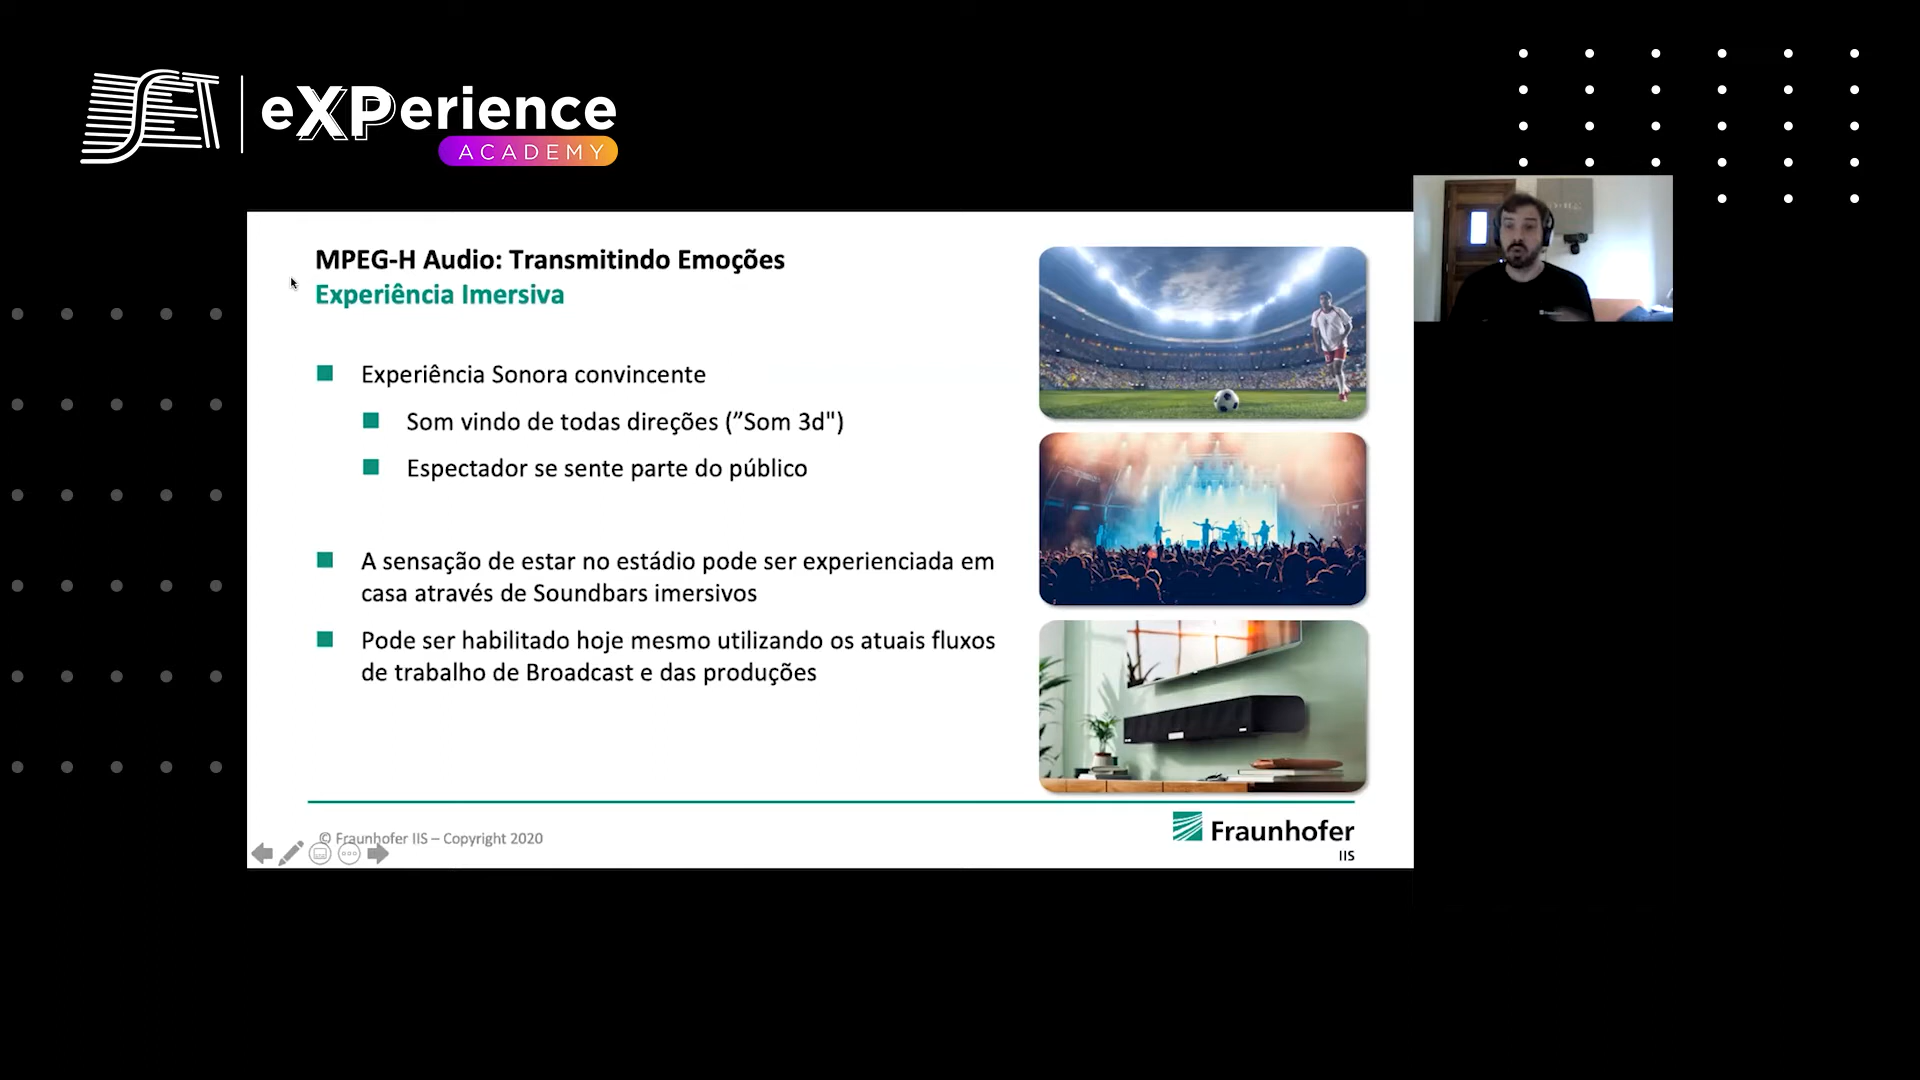 SET
eXPerience
ACADEMY
MPEG-H Audio: Transmitindo Emoções
Experiência Imersiva
Experiência Sonora convincente
Som vindo de todas direções (”Som 3d")
Espectador se sente parte do público
A sensação de estar no estádio pode ser experienciada em
casa através de Soundbars imersivos
Pode ser habilitado hoje mesmo utilizando os atuais fluxos
de trabalho de Broadcast e das produções
© Fraunhofer IIS – Copyright 2020
Fraunhofer
IIS